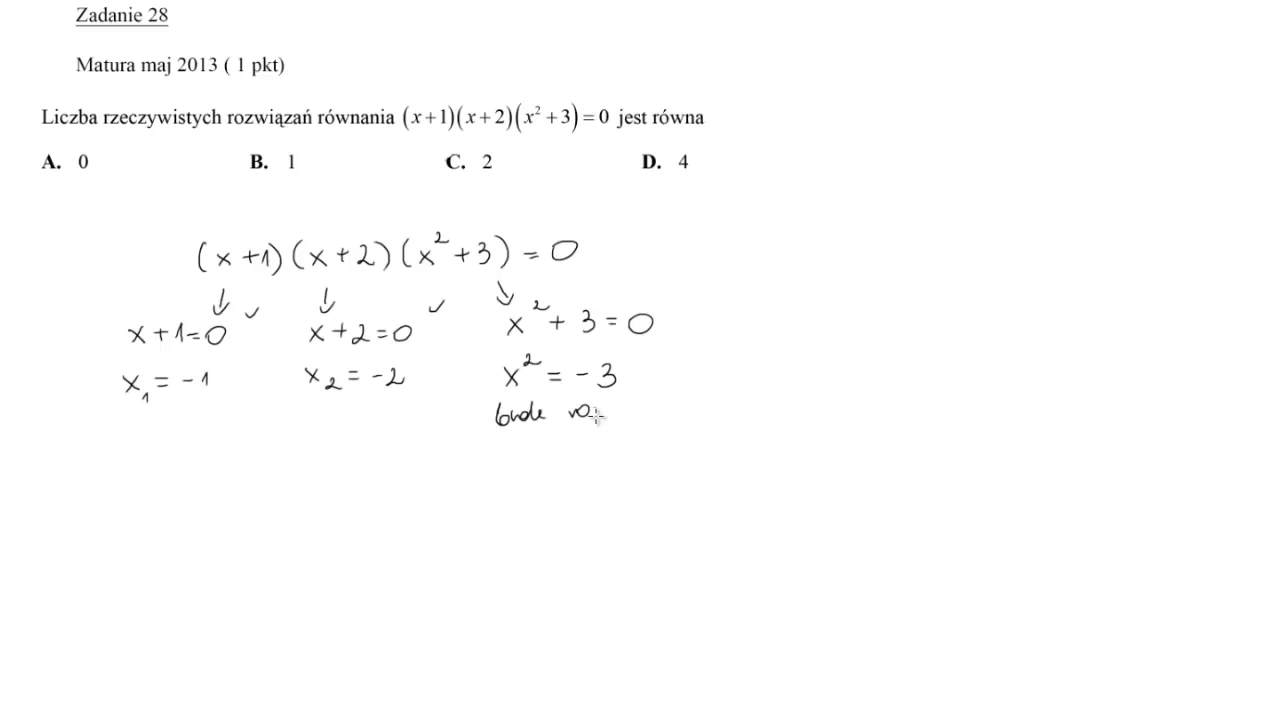 Zadanie 28
Matura maj 2013 ( 1 pkt)
Liczba rzeczywistych rozwiązań równania (x+1)(x+2)(x²+3)=0 jest równa
A. 0 B. 1 C. 2 D. 4
(x+1)(x+2)(x²+3)=0
↓ ✓ ↓ ✓ ↓
x+1=0 x+2=0 x²+3=0
x₁=-1 x₂=-2 x²=-3